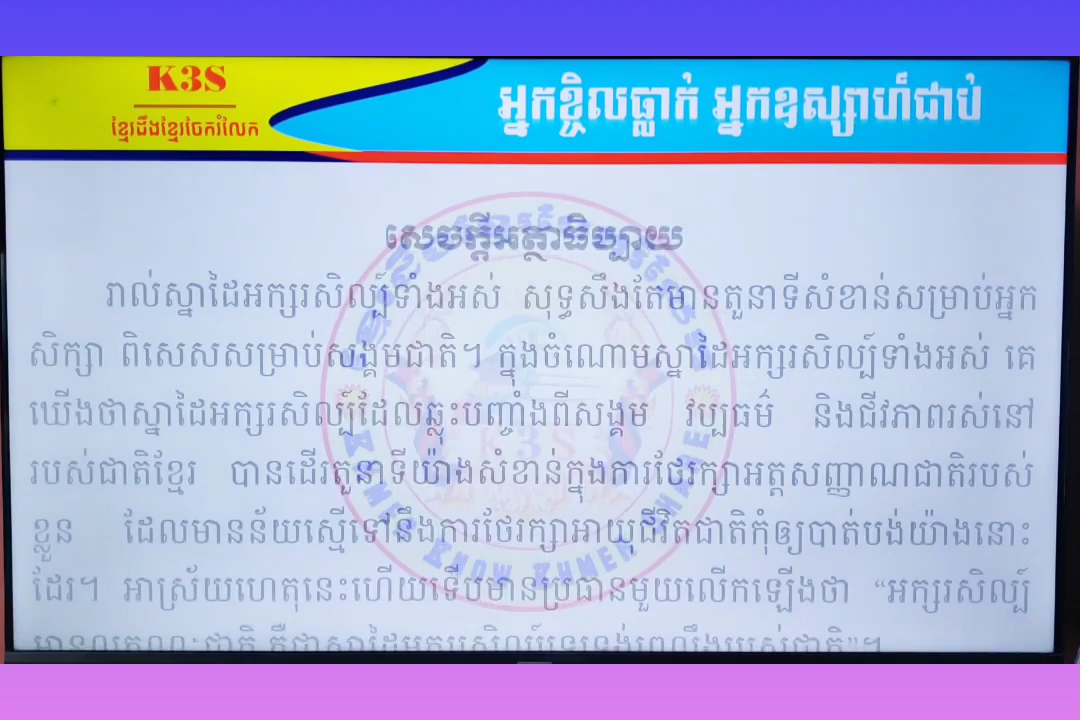 K3S
ខ្មែរដឹងខ្មែរចែករំលែក
អ្នកខ្ជិលធ្លាក់ អ្នកឧស្សាហ៍ជាប់
សេចក្តីអត្ថាធិប្បាយ
រាល់ស្នាដៃអក្សរសិល្ប៍ទាំងអស់ សុទ្ធសឹងតែមានតួនាទីសំខាន់សម្រាប់អ្នក
សិក្សា ពិសេសសម្រាប់សង្គមជាតិ។ ក្នុងចំណោមស្នាដៃអក្សរសិល្ប៍ទាំងអស់ គេ
ឃើងថាស្នាដៃអក្សរសិល្ប៍ដែលឆ្លុះបញ្ចាំងពីសង្គម វប្បធម៌ និងជីវភាពរស់នៅ
របស់ជាតិខ្មែរ បានដើរតួនាទីយ៉ាងសំខាន់ក្នុងការថែរក្សាអត្តសញ្ញាណជាតិរបស់
ខ្លួន ដែលមានន័យស្មើទៅនឹងការថែរក្សាអាយុជីវិតជាតិកុំឲ្យបាត់បង់យ៉ាងនោះ
ដែរ។ អាស្រ័យហេតុនេះហើយទើបមានប្រធានមួយលើកឡើងថា “អក្សរសិល្ប៍
K3S
KHMER KNOW KHMER SHARE